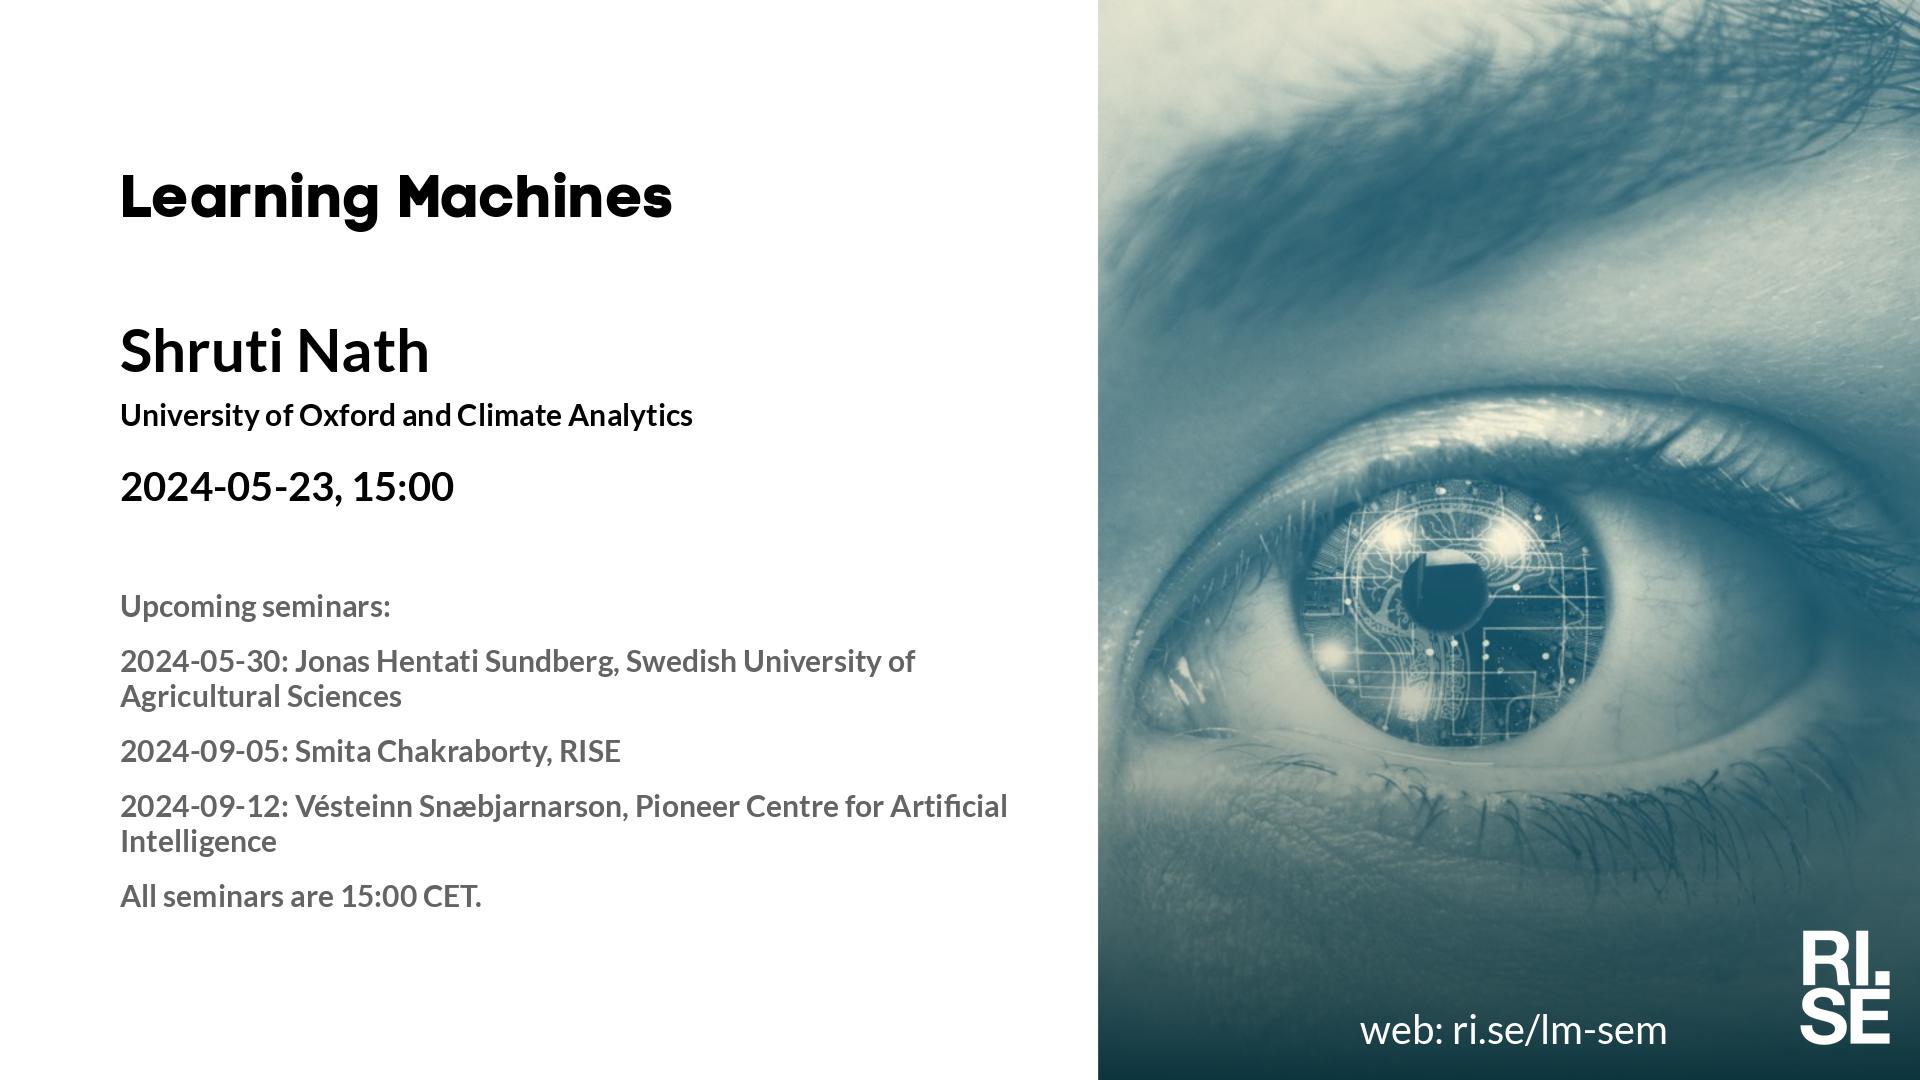 Learning Machines
Shruti Nath
University of Oxford and Climate Analytics
2024-05-23, 15:00
Upcoming seminars:
2024-05-30: Jonas Hentati Sundberg, Swedish University of
Agricultural Sciences
2024-09-05: Smita Chakraborty, RISE
2024-09-12: Vésteinn Snæbjarnarson, Pioneer Centre for Artificial
Intelligence
All seminars are 15:00 CET.
web: ri.se/lm-sem
RI.
SE